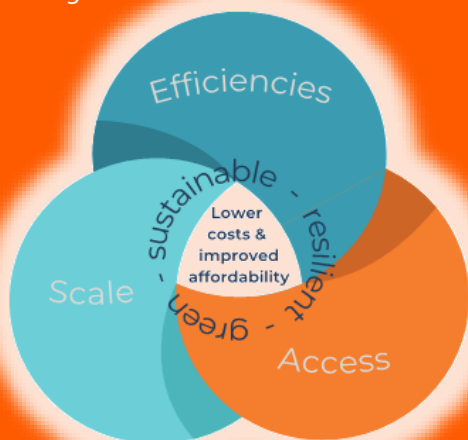 Efficiencies
sustainable - resilient - green -
Lower
costs &
improved
affordability
Scale
Access